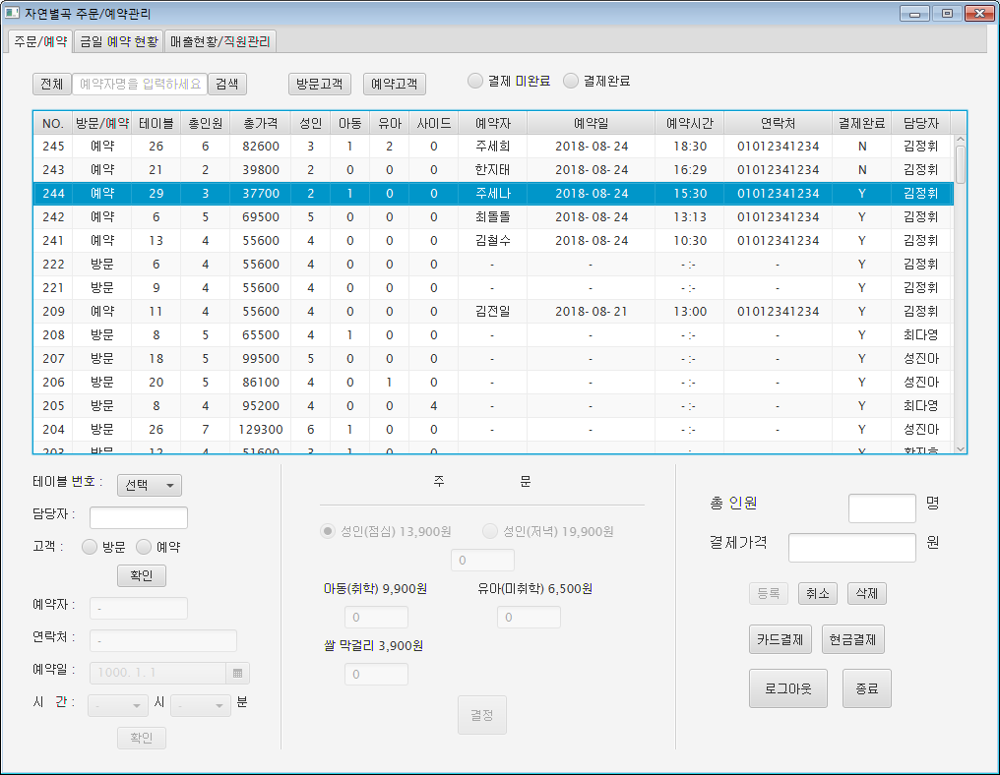 자연별곡 주문/예약관리
주문/예약 금일 예약 현황 매출현황/직원관리
전체 예약자명을 입력하세요 검색 방문고객 예약고객 결제 미완료 결제완료
NO. 방문/예약 테이블 총인원 총가격 성인 아동 유아 사이드 예약자 예약일 예약시간 연락처 결제완료 담당자
245 예약 26 6 82600 3 1 2 0 주세희 2018- 08- 24 18:30 01012341234 N 김정휘
243 예약 21 2 39800 2 0 0 0 한지태 2018- 08- 24 16:29 01012341234 N 김정휘
244 예약 29 3 37700 2 1 0 0 주세나 2018- 08- 24 15:30 01012341234 Y 김정휘
242 예약 6 5 69500 5 0 0 0 최돌돌 2018- 08- 24 13:13 01012341234 Y 김정휘
241 예약 13 4 55600 4 0 0 0 김철수 2018- 08- 24 10:30 01012341234 Y 김정휘
222 방문 6 4 55600 4 0 0 0 - - - :- - Y 김정휘
221 방문 9 4 55600 4 0 0 0 - - - :- - Y 김정휘
209 예약 11 4 55600 4 0 0 0 김전일 2018- 08- 21 13:00 01012341234 Y 김정휘
208 방문 8 5 65500 4 1 0 0 - - - :- - Y 최다영
207 방문 18 5 99500 5 0 0 0 - - - :- - Y 성진아
206 방문 20 5 86100 4 0 1 0 - - - :- - Y 성진아
205 방문 8 4 95200 4 0 0 4 - - - :- - Y 최다영
204 방문 26 7 129300 6 1 0 0 - - - :- - Y 성진아
203 방문 12 4 51600 3 1 0 0 - - - :- - Y
테이블 번호 : 선택
담당자 :
고객 : 방문 예약
확인
예약자 : -
연락처 : -
예약일 : 1000. 1. 1
시 간 : - 시 - 분
확인
주 문
성인(점심) 13,900원 성인(저녁) 19,900원
0
아동(취학) 9,900원 유아(미취학) 6,500원
0 0
쌀 막걸리 3,900원
0
결정
총 인원 명
결제가격 원
등록 취소 삭제
카드결제 현금결제
로그아웃 종료